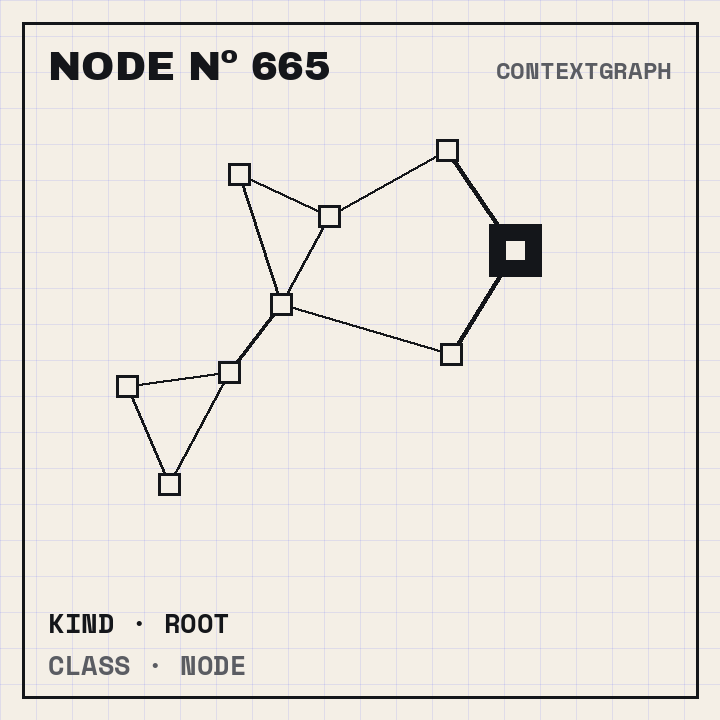 NODE Nº 665
CONTEXTGRAPH
KIND · ROOT
CLASS · NODE